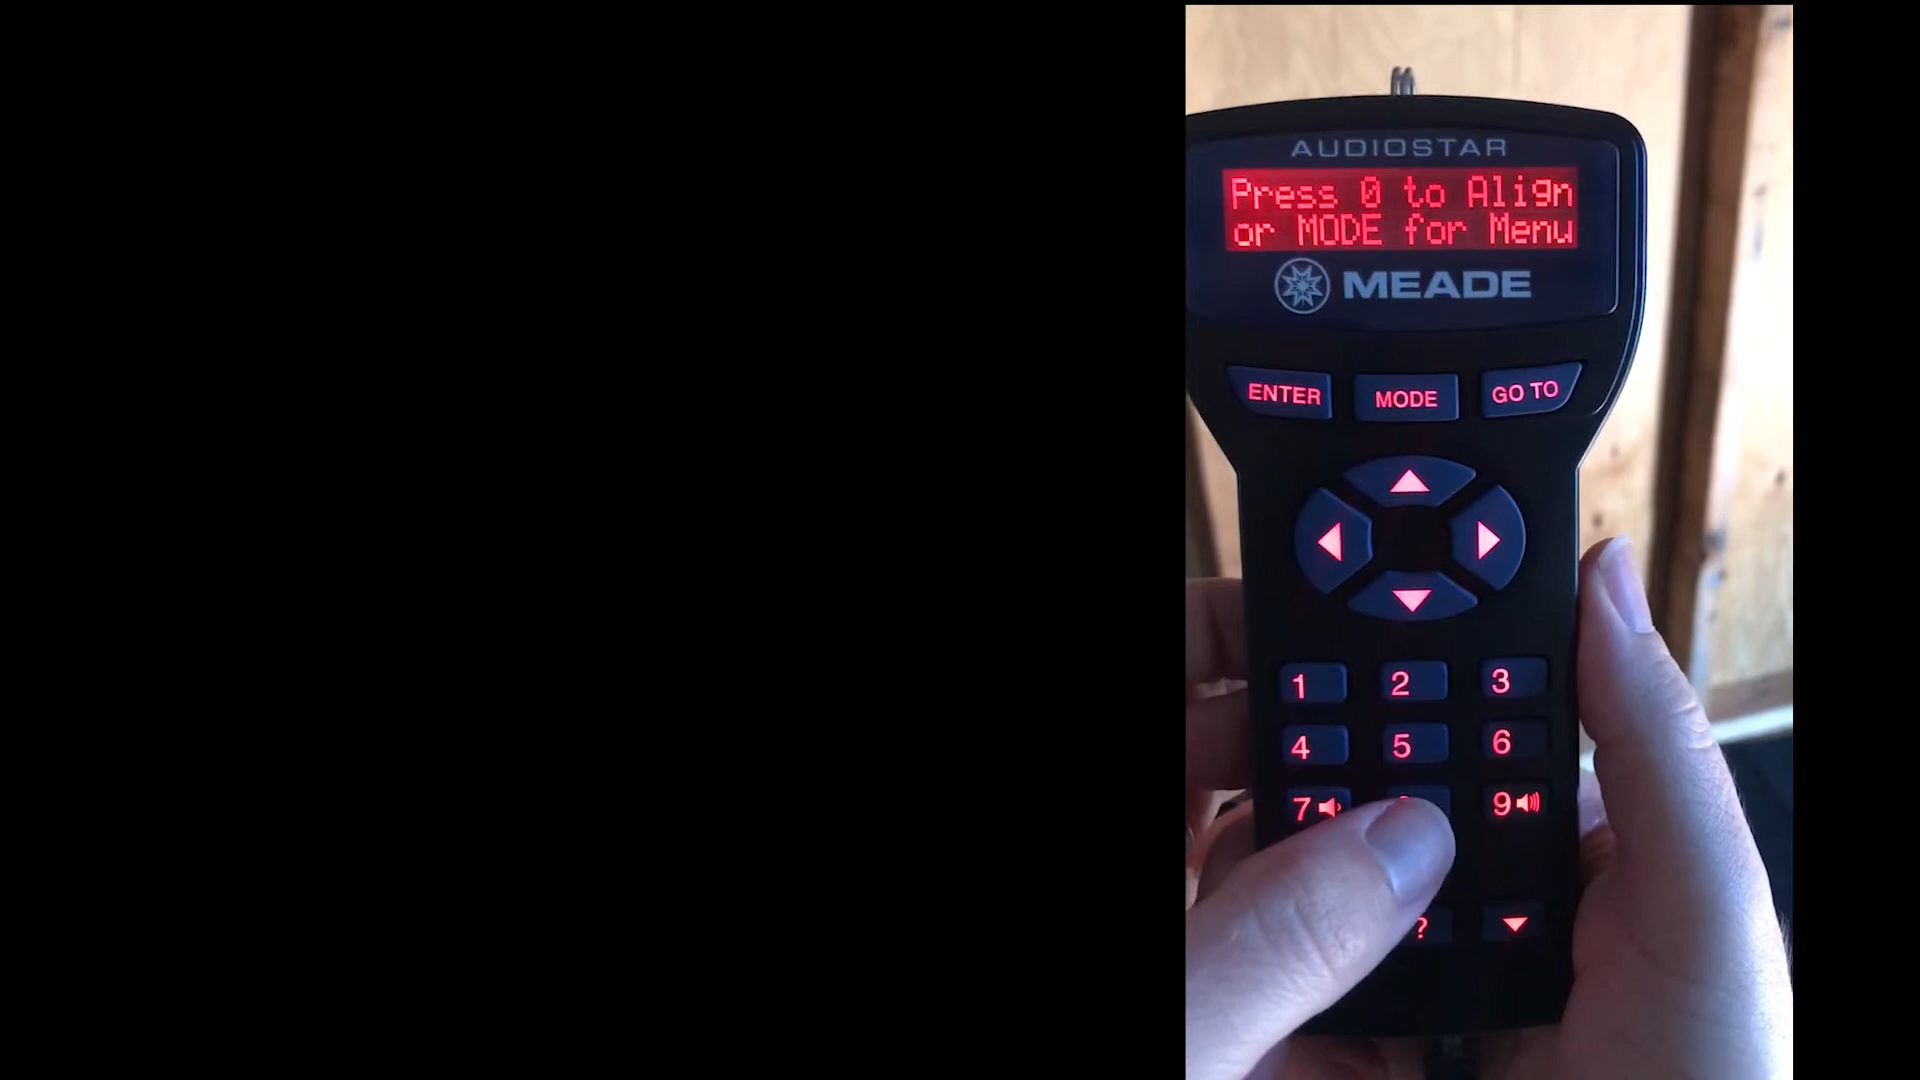 AUDIOSTAR
Press 0 to Align
or MODE for Menu
MEADE
ENTER MODE GO TO
1 2 3
4 5 6
7 9
?